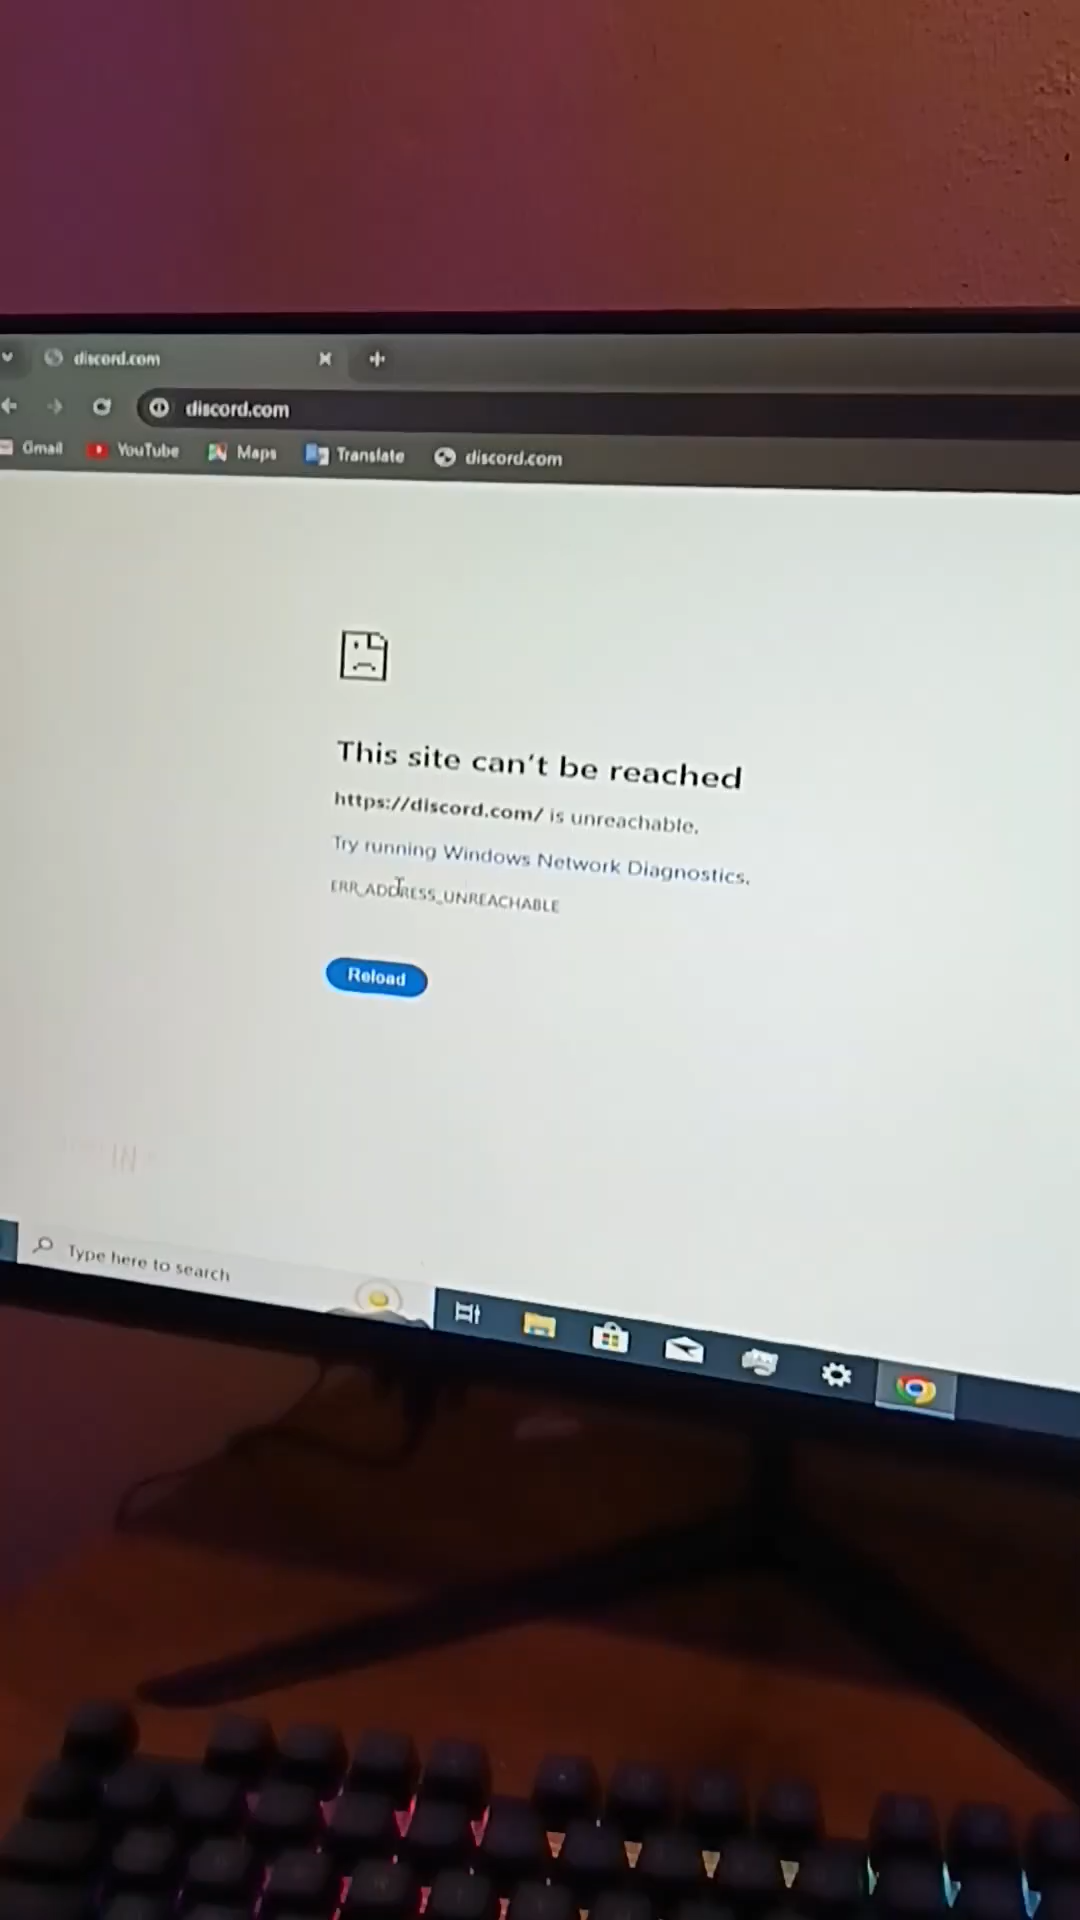 discord.com
discord.com
Gmail YouTube Maps Translate discord.com
This site can't be reached
https://discord.com/ is unreachable.
Try running Windows Network Diagnostics.
ERR_ADDRESS_UNREACHABLE
Reload
Type here to search